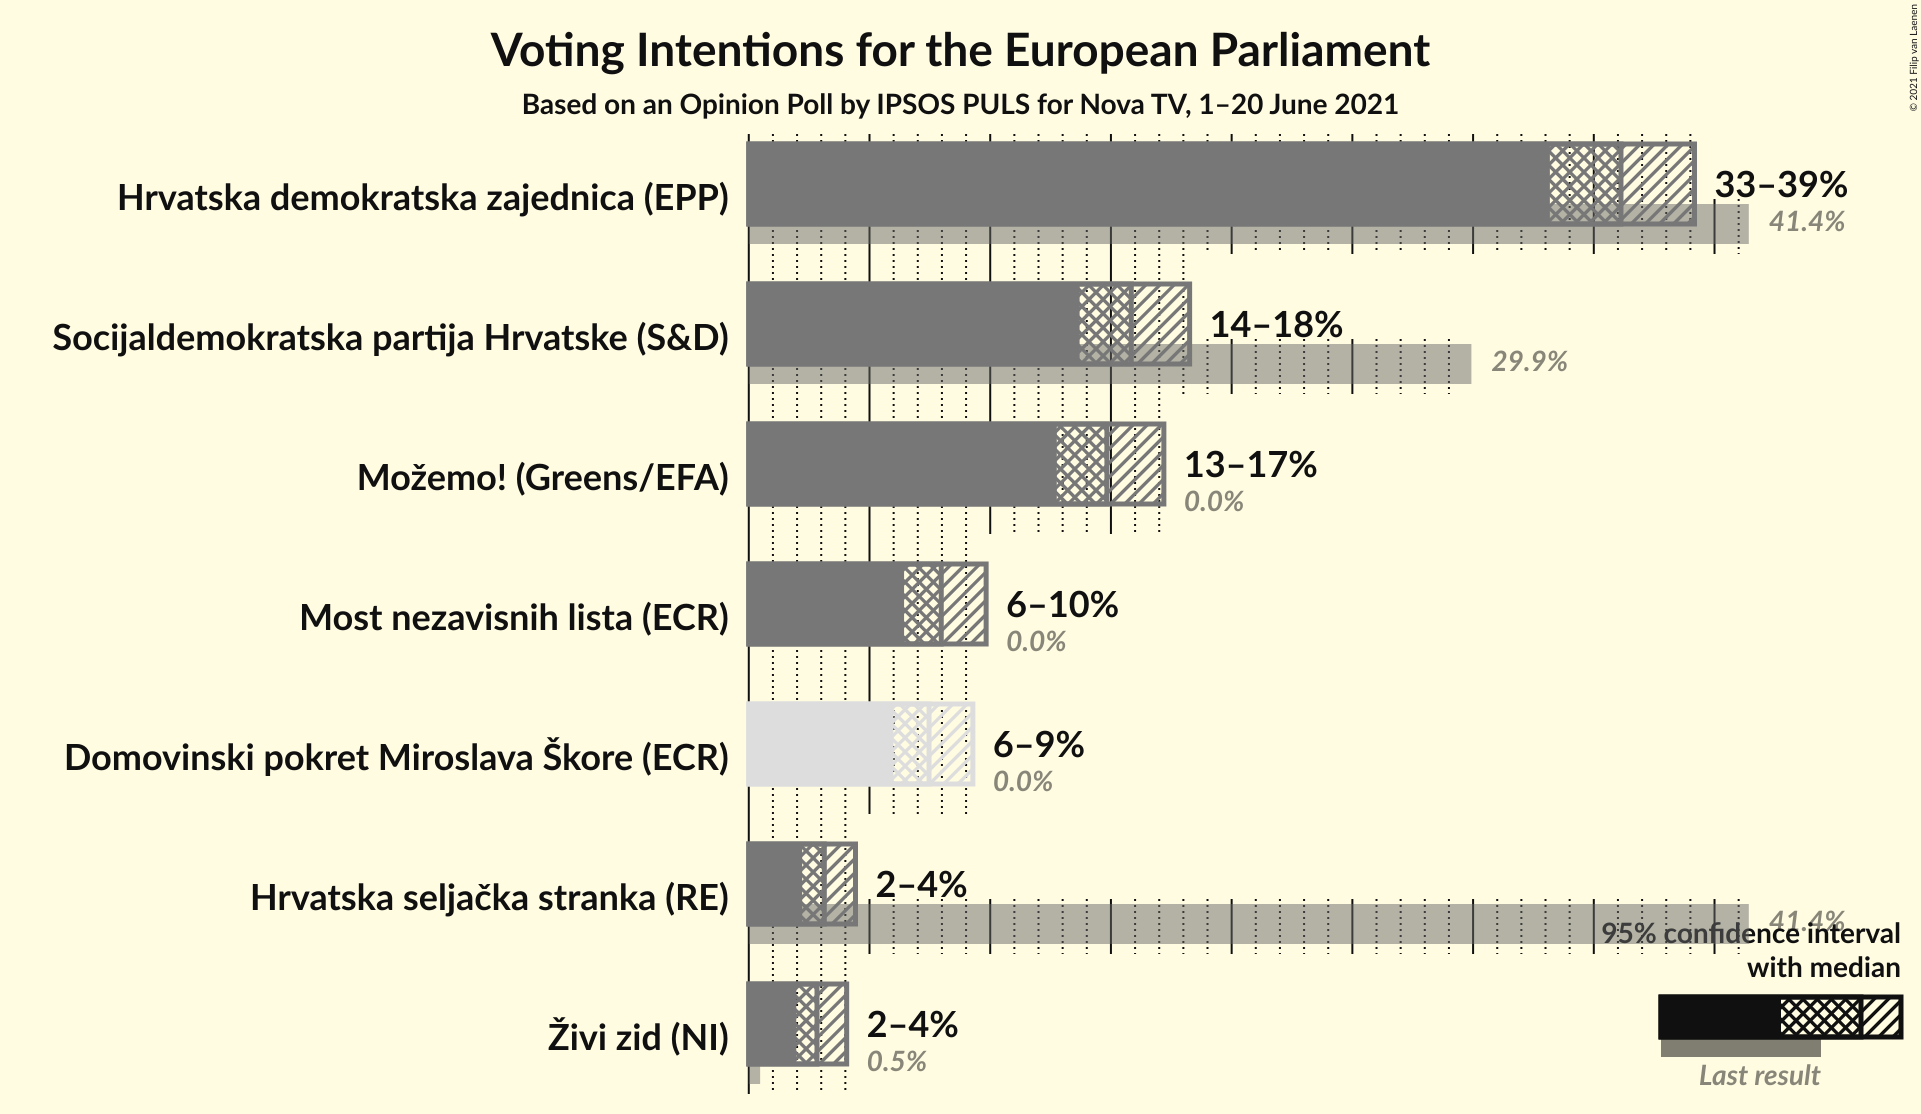 Voting Intentions for the European Parliament
Based on an Opinion Poll by IPSOS PULS for Nova TV, 1–20 June 2021
© 2021 Filip van Laenen
Hrvatska demokratska zajednica (EPP)
33–39%
41.4%
Socijaldemokratska partija Hrvatske (S&D)
14–18%
29.9%
Možemo! (Greens/EFA)
13–17%
0.0%
Most nezavisnih lista (ECR)
6–10%
0.0%
Domovinski pokret Miroslava Škore (ECR)
6–9%
0.0%
Hrvatska seljačka stranka (RE)
2–4%
41.4%
Živi zid (NI)
2–4%
0.5%
95% confidence interval
with median
Last result